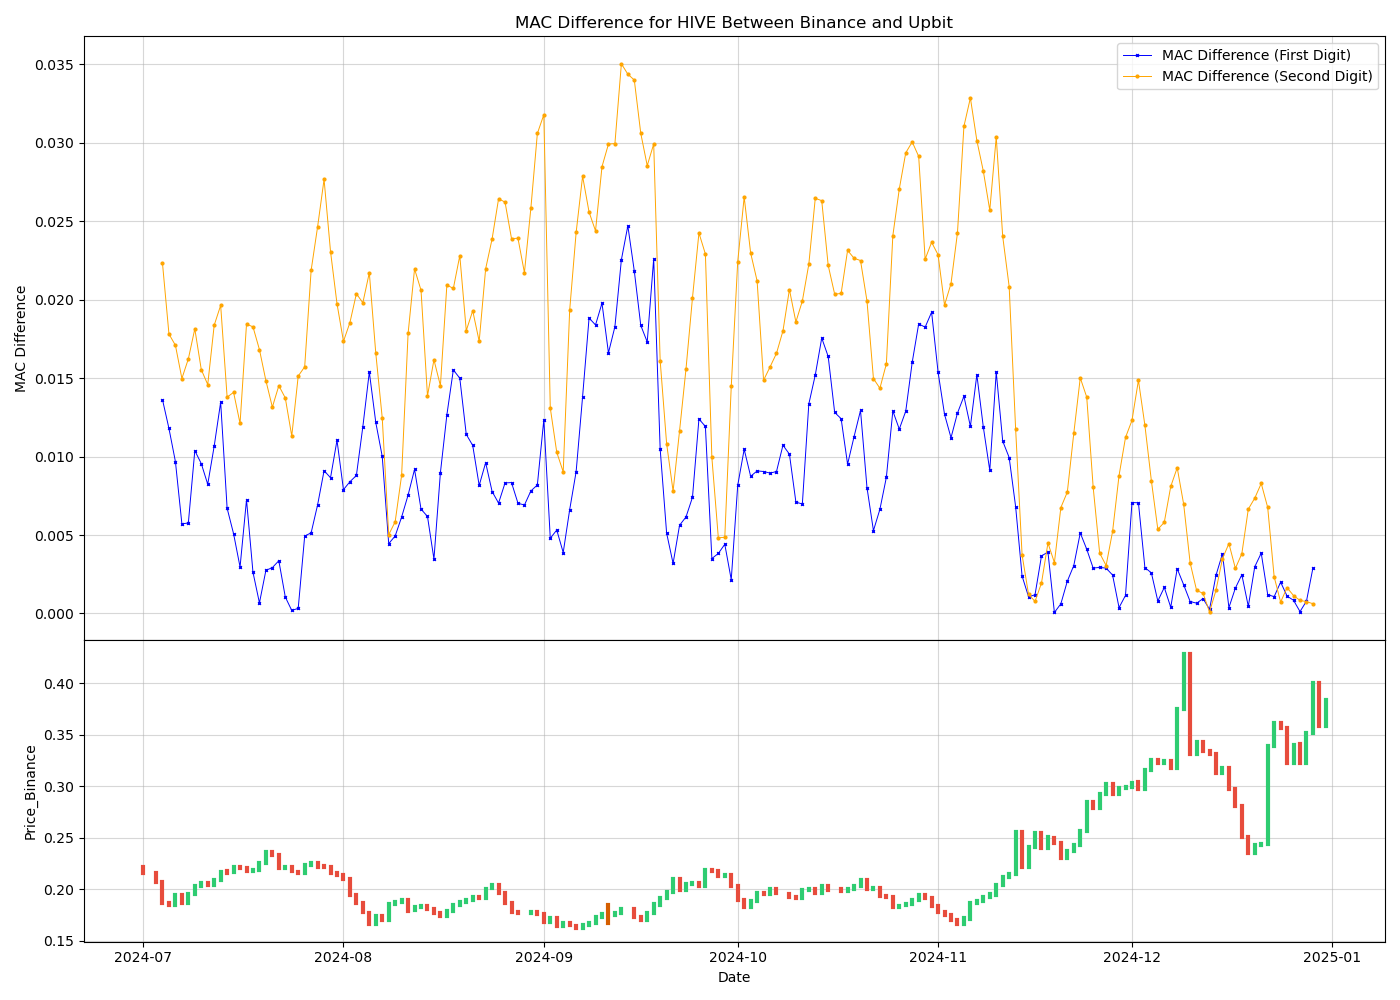 MAC Difference for HIVE Between Binance and Upbit
MAC Difference (First Digit)
MAC Difference (Second Digit)
MAC Difference
0.035
0.030
0.025
0.020
0.015
0.010
0.005
0.000
Price_Binance
0.40
0.35
0.30
0.25
0.20
0.15
2024-07 2024-08 2024-09 2024-10 2024-11 2024-12 2025-01
Date